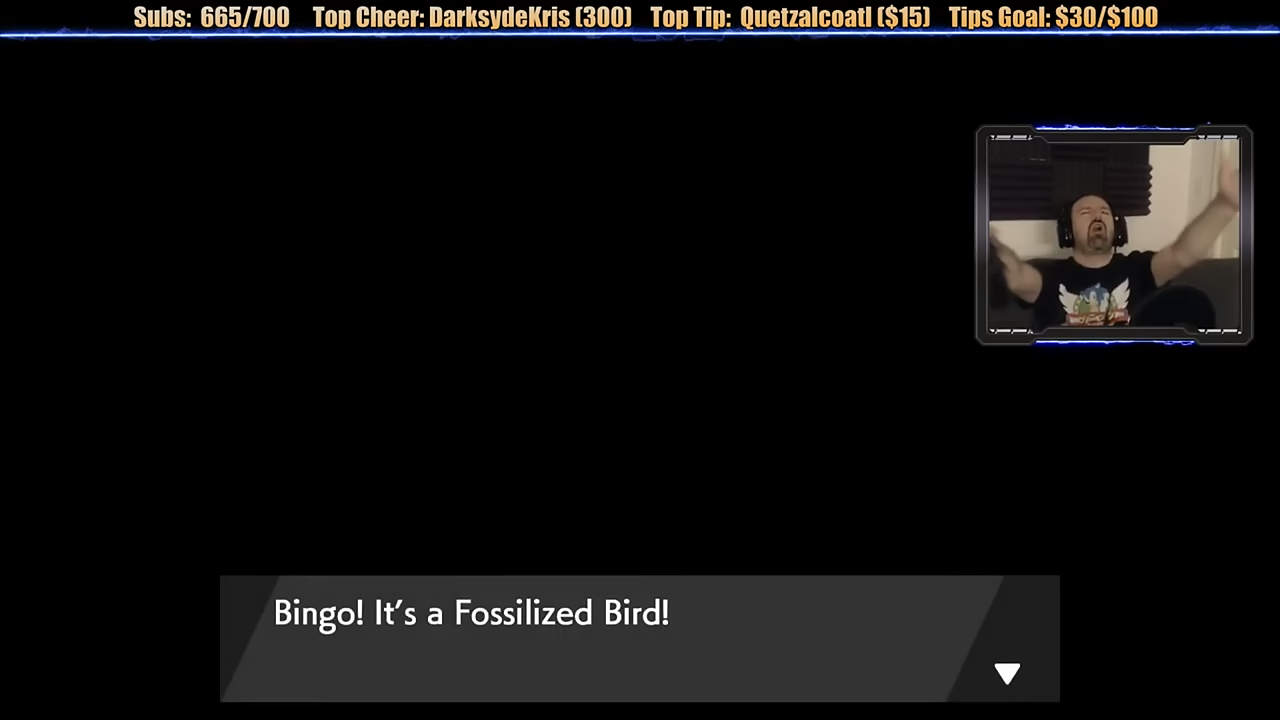 Subs: 665/700 Top Cheer: DarksydeKris (300) Top Tip: Quetzalcoatl ($15) Tips Goal: $30/$100
Bingo! It's a Fossilized Bird!